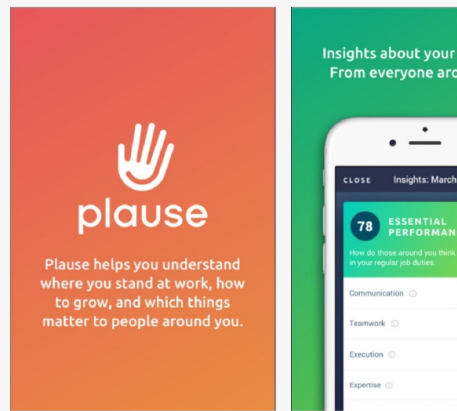 plause
Plause helps you understand
where you stand at work, how
to grow, and which things
matter to people around you.
Insights about your
From everyone aro
CLOSE Insights: March
78 ESSENTIAL
PERFORMAN
How do those around you think
in your regular job duties.
Communication
Teamwork
Execution
Expertise